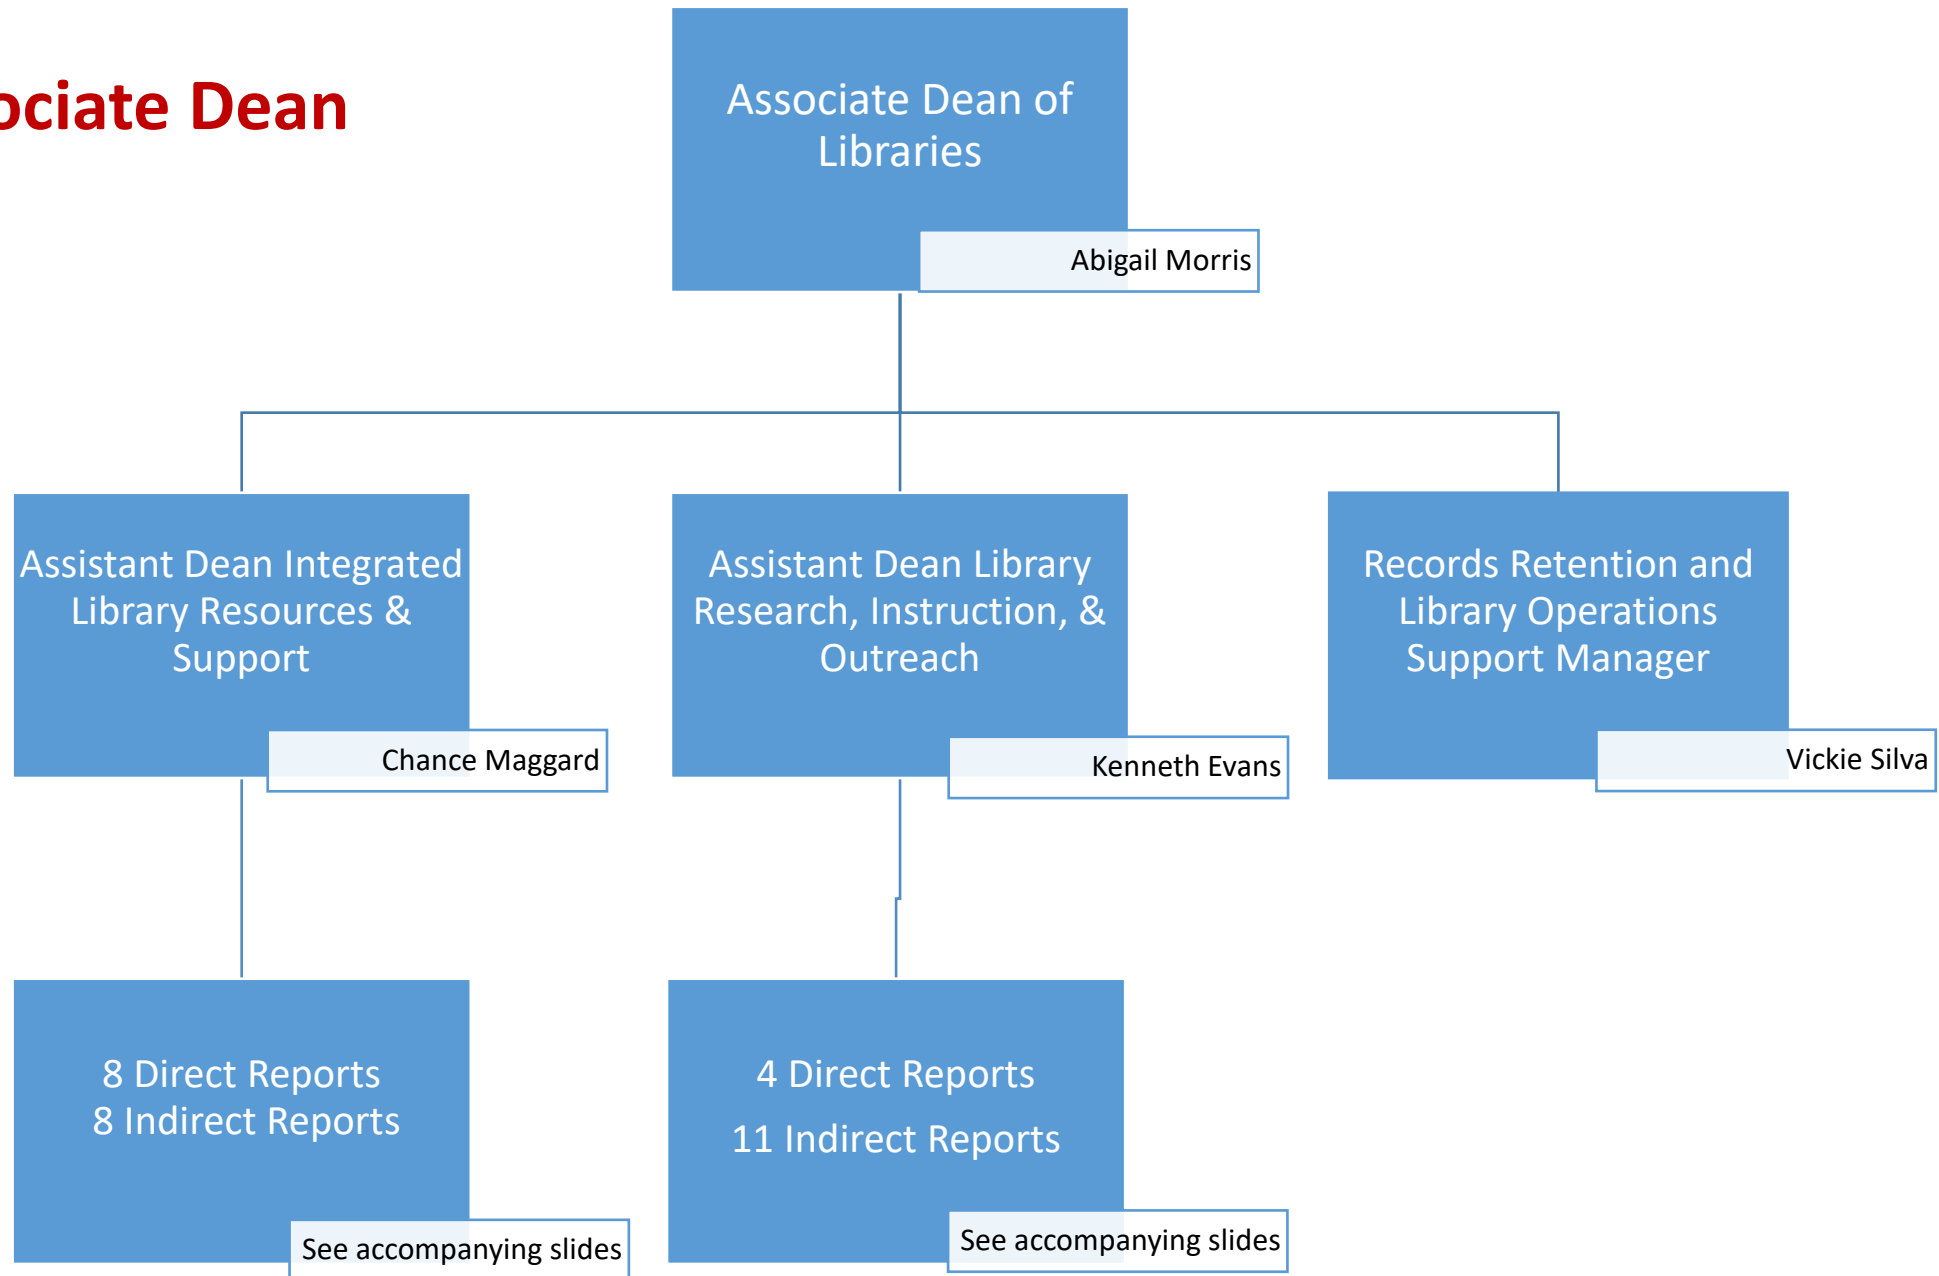 ociate Dean
Associate Dean of
Libraries
Abigail Morris
Assistant Dean Integrated
Library Resources &
Support
Chance Maggard
Assistant Dean Library
Research, Instruction, &
Outreach
Kenneth Evans
Records Retention and
Library Operations
Support Manager
Vickie Silva
8 Direct Reports
8 Indirect Reports
See accompanying slides
4 Direct Reports
11 Indirect Reports
See accompanying slides